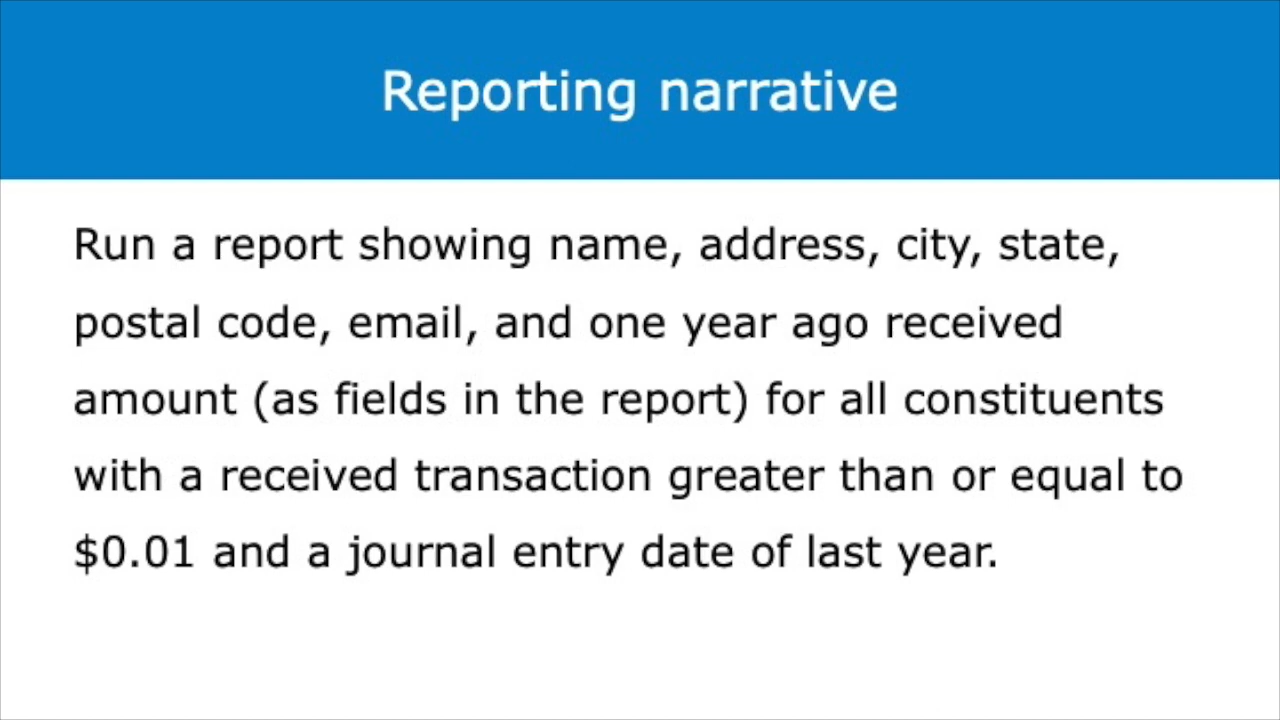 Reporting narrative
Run a report showing name, address, city, state,
postal code, email, and one year ago received
amount (as fields in the report) for all constituents
with a received transaction greater than or equal to
$0.01 and a journal entry date of last year.